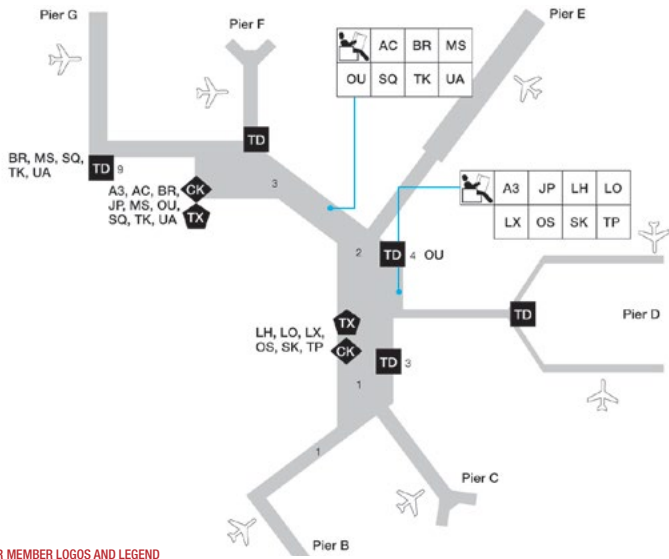 Pier G
Pier F
Pier E
AC BR MS
OU SQ TK UA
TD
BR, MS, SQ,
TK, UA
TD 9
A3, AC, BR,
JP, MS, OU,
SQ, TK, UA
CK
TX
3
A3 JP LH LO
LX OS SK TP
2
TD 4 OU
TX
LH, LO, LX,
OS, SK, TP
CK
TD
Pier D
TD 3
1
1
Pier C
Pier B
R MEMBER LOGOS AND LEGEND